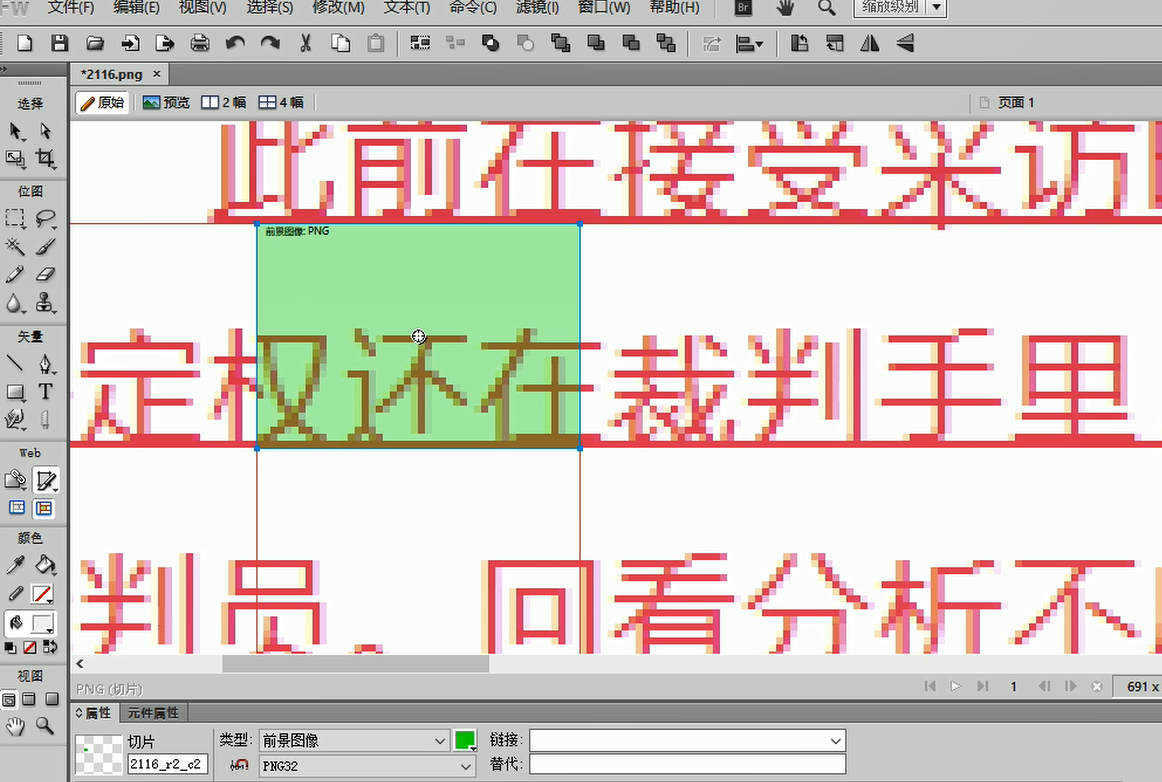 文件(F) 编辑(E) 视图(V) 选择(S) 修改(M) 文本(T) 命令(C) 滤镜(I) 窗口(W) 帮助(H) Br 缩放级别
*2116.png ×
选择
原始 预览 2 幅 4 幅 页面 1
位图
矢量
Web
颜色
视图
此前在接受采访
前景图像: PNG
定权还在裁判手里
判员。 回看分析不
PNG (切片) 1 691 x
属性 元件属性
切片 类型: 前景图像 链接:
2116_r2_c2 PNG32 替代: